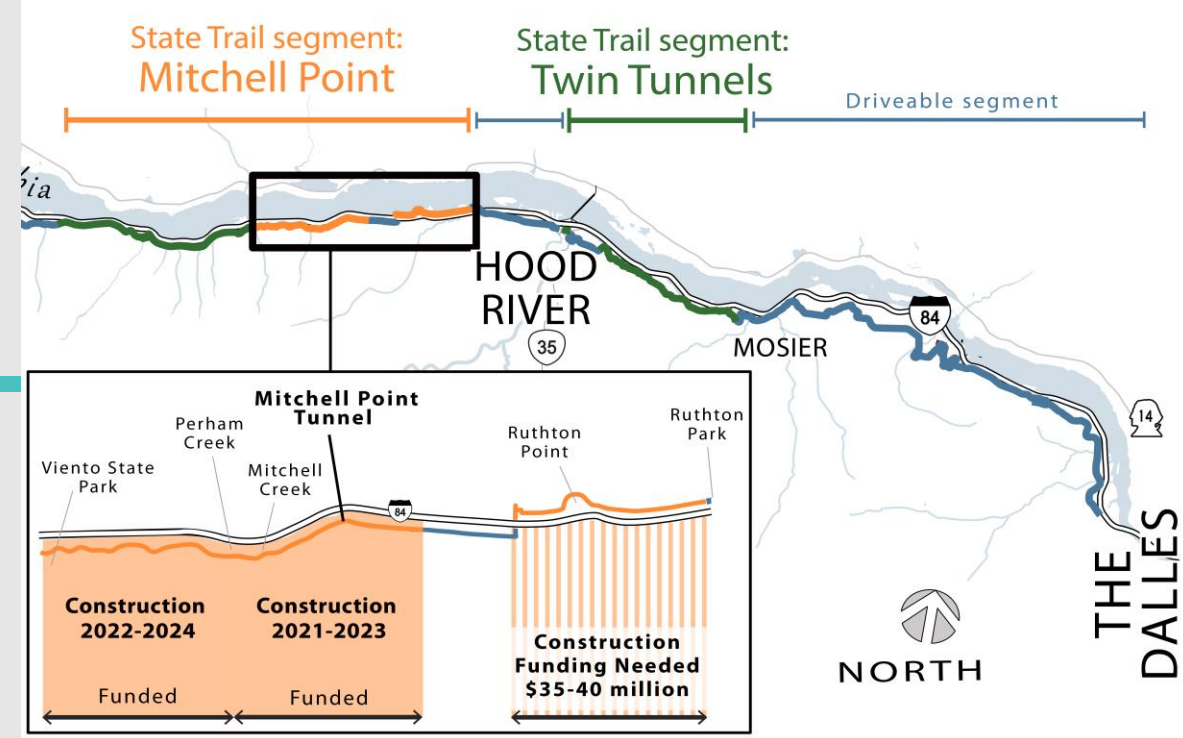 State Trail segment:
Mitchell Point
State Trail segment:
Twin Tunnels
Driveable segment
bia
HOOD
RIVER
35
MOSIER
84
14
THE
DALLES
NORTH
Mitchell Point
Tunnel
Perham
Creek
Viento State
Park
Mitchell
Creek
84
Ruthton
Point
Ruthton
Park
Construction
2022-2024
Funded
Construction
2021-2023
Funded
Construction
Funding Needed
$35-40 million